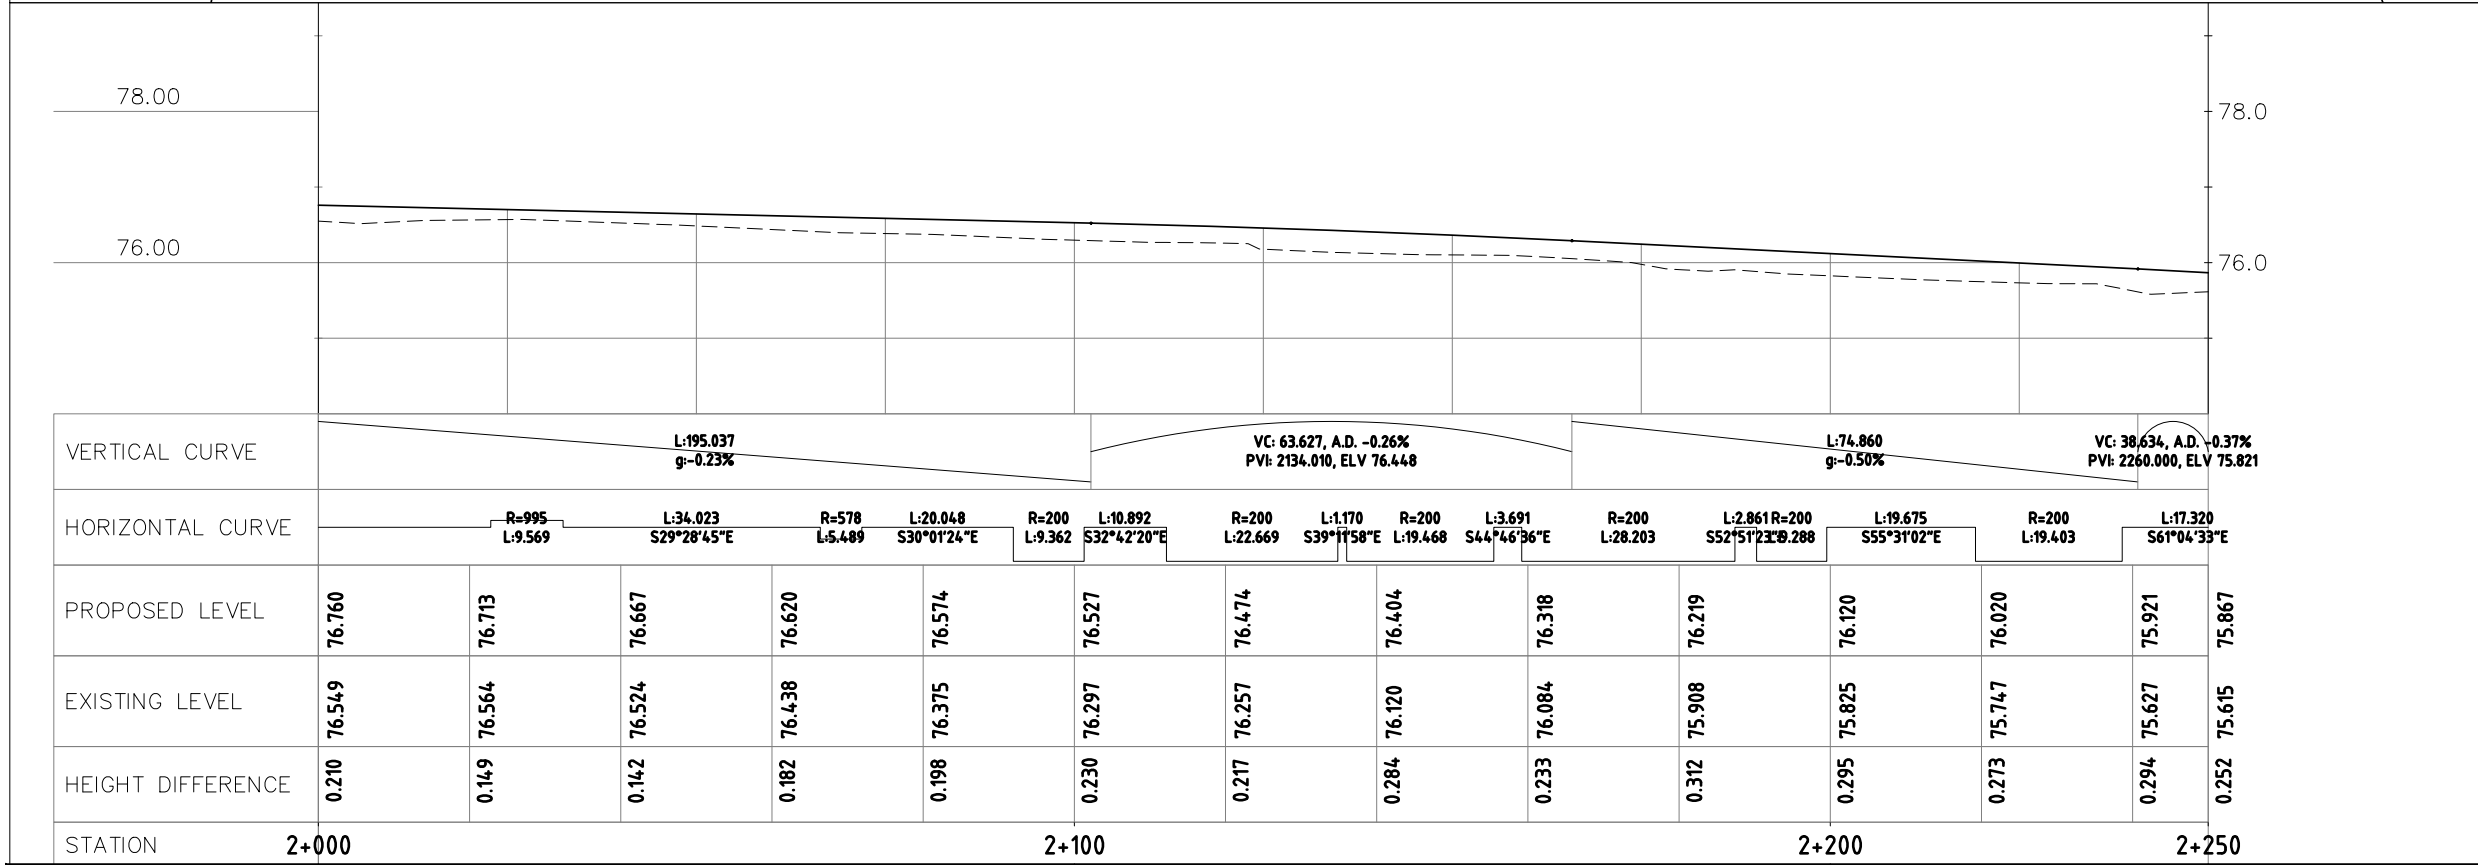 78.00
78.0
76.00
76.0
VERTICAL CURVE
L:195.037
g:-0.23%
VC: 63.627, A.D. -0.26%
PVI: 2134.010, ELV 76.448
L:74.860
g:-0.50%
VC: 38.634, A.D. -0.37%
PVI: 2260.000, ELV 75.821
HORIZONTAL CURVE
R=995
L:9.569
L:34.023
S29°28'45"E
R=578
L:5.489
L:20.048
S30°01'24"E
R=200
L:9.362
L:10.892
S32°42'20"E
R=200
L:22.669
L:1.170
S39°11'58"E
R=200
L:19.468
L:3.691
S44°46'36"E
R=200
L:28.203
L:2.861
R=200
L:19.675
S55°31'02"E
R=200
L:19.403
L:17.320
S61°04'33"E
PROPOSED LEVEL 76.760 76.713 76.667 76.620 76.574 76.527 76.474 76.404 76.318 76.219 76.120 76.020 75.921 75.867
EXISTING LEVEL 76.549 76.564 76.524 76.438 76.375 76.297 76.257 76.120 76.084 75.908 75.825 75.747 75.627 75.615
HEIGHT DIFFERENCE 0.210 0.149 0.142 0.182 0.198 0.230 0.217 0.284 0.233 0.312 0.295 0.273 0.294 0.252
STATION 2+000 2+100 2+200 2+250